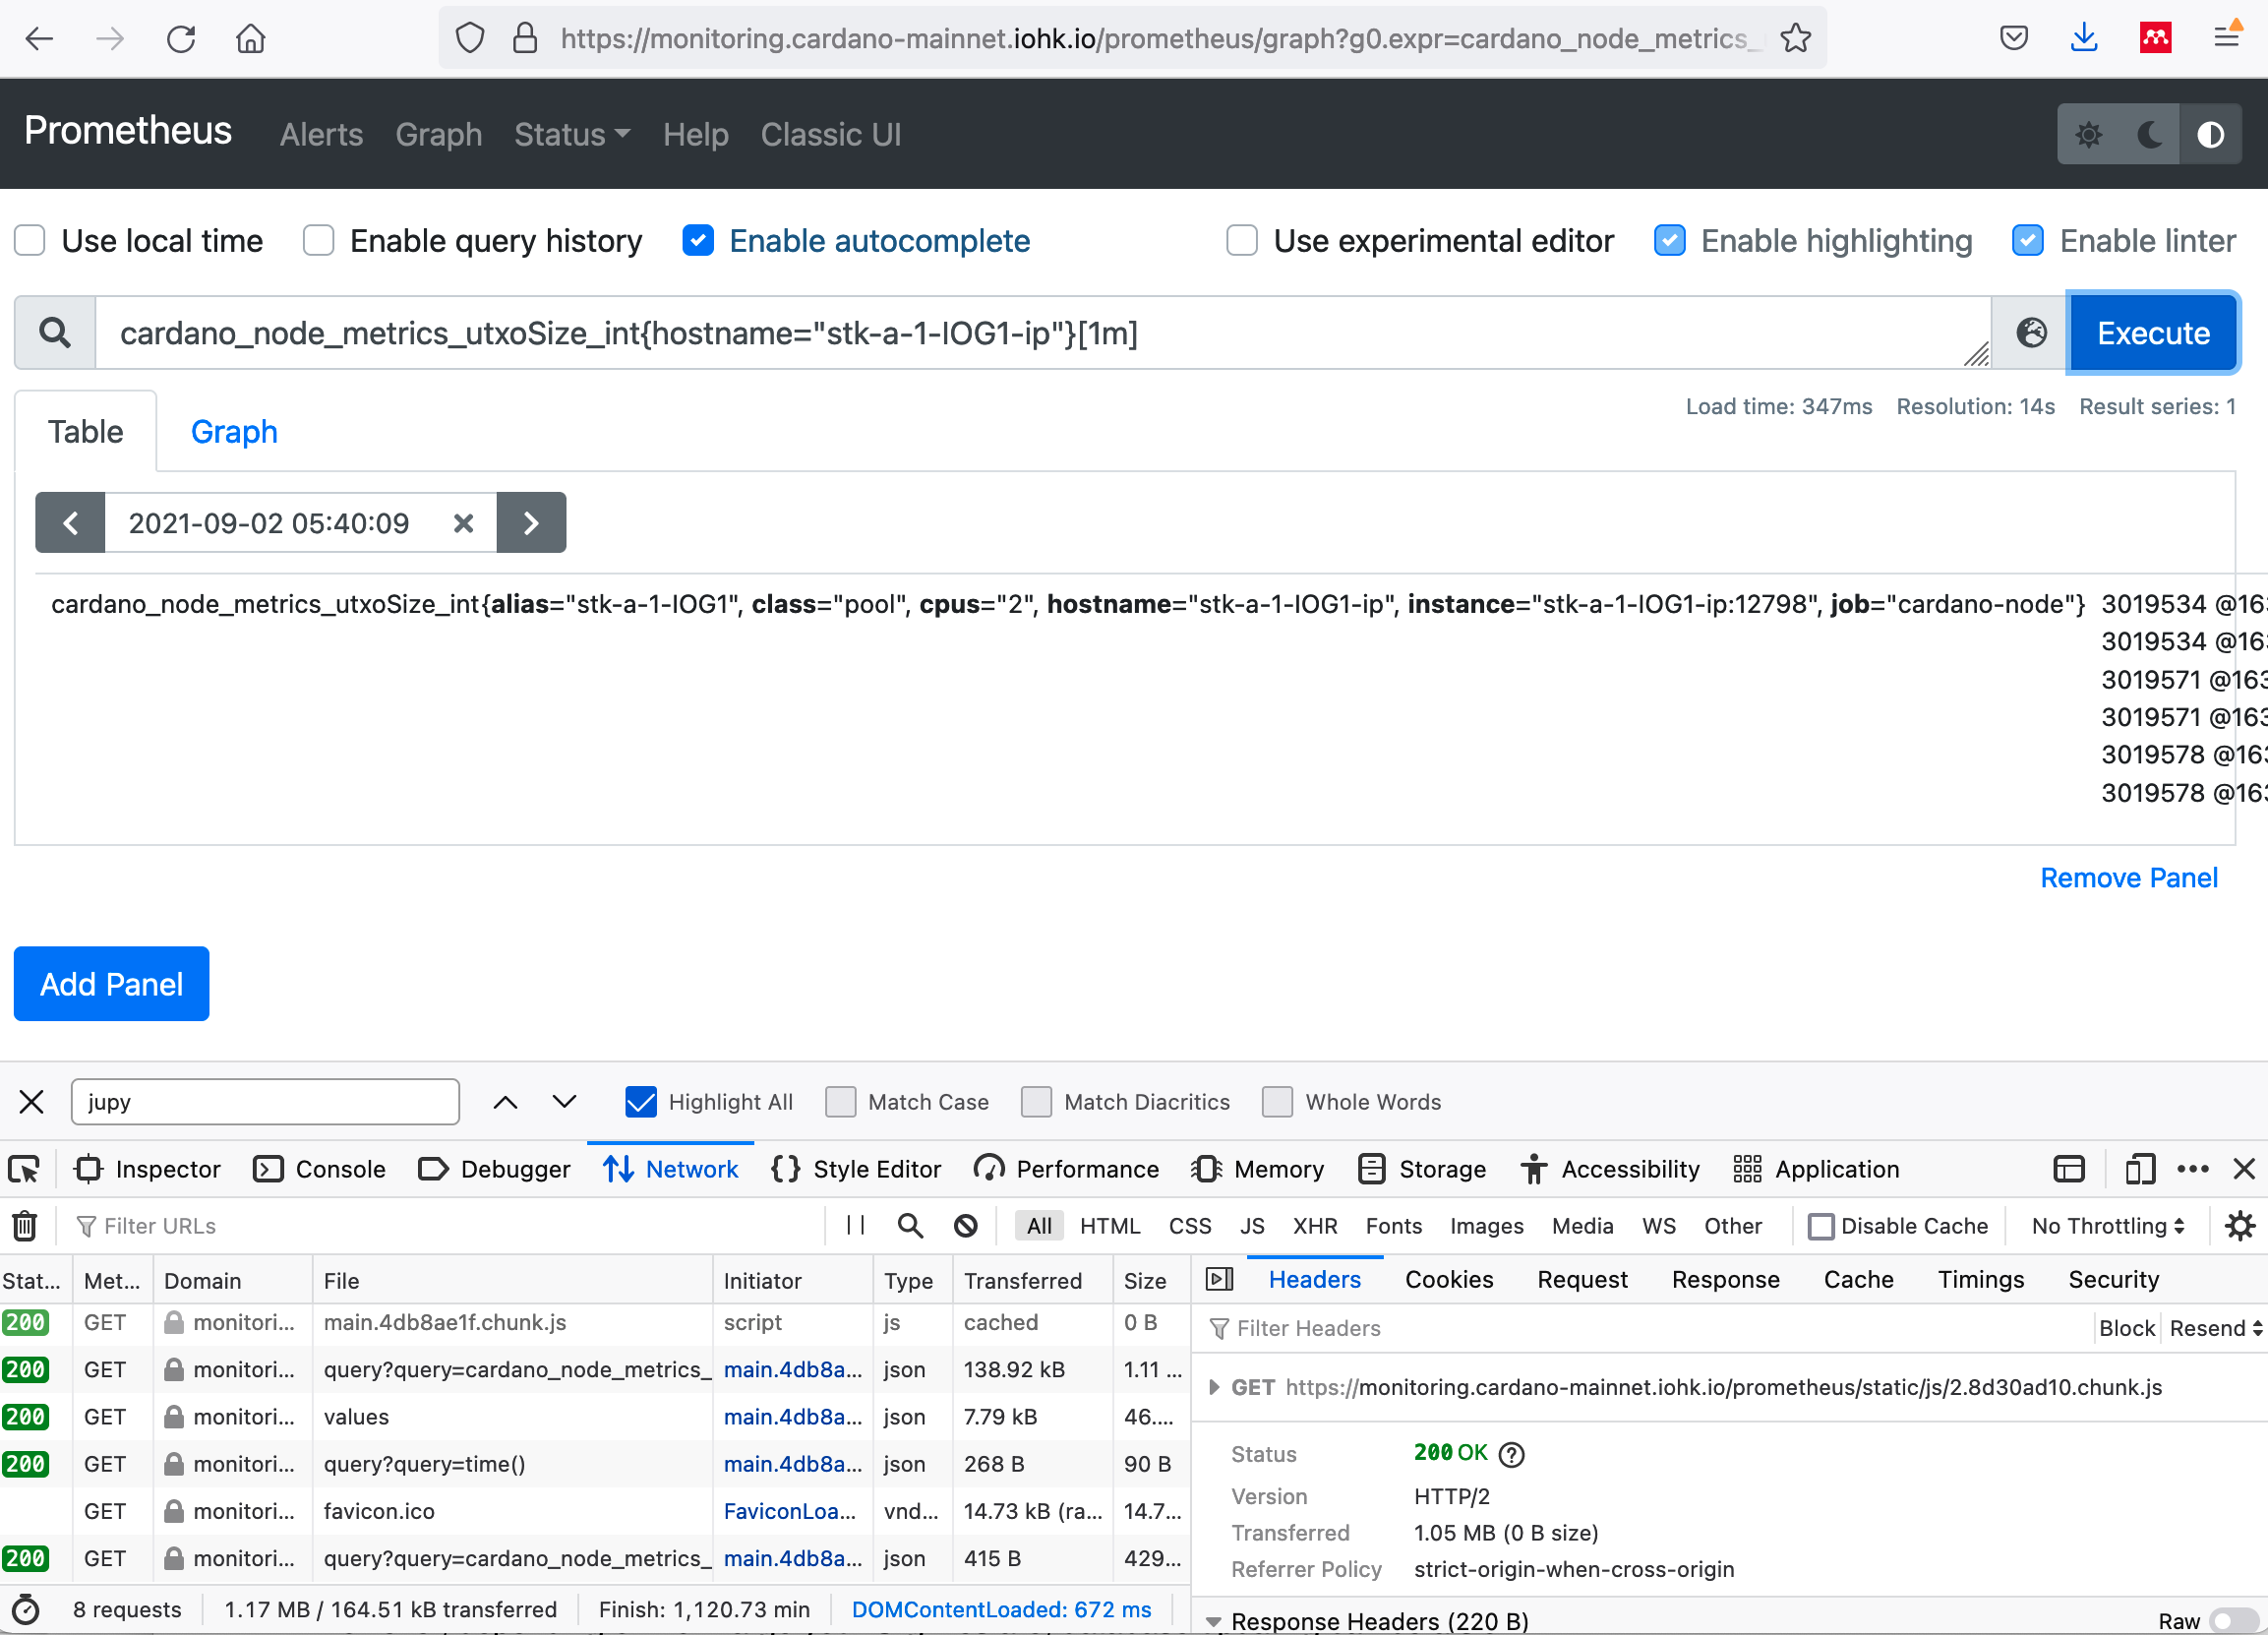 https://monitoring.cardano-mainnet.iohk.io/prometheus/graph?g0.expr=cardano_node_metrics_
Prometheus Alerts Graph Status Help Classic UI
Use local time Enable query history Enable autocomplete Use experimental editor Enable highlighting Enable linter
cardano_node_metrics_utxoSize_int{hostname="stk-a-1-IOG1-ip"}[1m] Execute
Table Graph Load time: 347ms Resolution: 14s Result series: 1
2021-09-02 05:40:09
cardano_node_metrics_utxoSize_int{alias="stk-a-1-IOG1", class="pool", cpus="2", hostname="stk-a-1-IOG1-ip", instance="stk-a-1-IOG1-ip:12798", job="cardano-node"} 3019534 @163
3019534 @163
3019571 @163
3019571 @163
3019578 @163
3019578 @163
Remove Panel
Add Panel
jupy Highlight All Match Case Match Diacritics Whole Words
Inspector Console Debugger Network Style Editor Performance Memory Storage Accessibility Application
Filter URLs All HTML CSS JS XHR Fonts Images Media WS Other Disable Cache No Throttling
Stat... Met... Domain File Initiator Type Transferred Size
200 GET monitori... main.4db8ae1f.chunk.js script js cached 0 B
200 GET monitori... query?query=cardano_node_metrics_ main.4db8a... json 138.92 kB 1.11 ...
200 GET monitori... values main.4db8a... json 7.79 kB 46....
200 GET monitori... query?query=time() main.4db8a... json 268 B 90 B
GET monitori... favicon.ico FaviconLoa... vnd... 14.73 kB (ra... 14.7...
200 GET monitori... query?query=cardano_node_metrics_ main.4db8a... json 415 B 429...
8 requests 1.17 MB / 164.51 kB transferred Finish: 1,120.73 min DOMContentLoaded: 672 ms
Headers Cookies Request Response Cache Timings Security
Filter Headers Block Resend
GET https://monitoring.cardano-mainnet.iohk.io/prometheus/static/js/2.8d30ad10.chunk.js
Status 200 OK
Version HTTP/2
Transferred 1.05 MB (0 B size)
Referrer Policy strict-origin-when-cross-origin
Response Headers (220 B) Raw